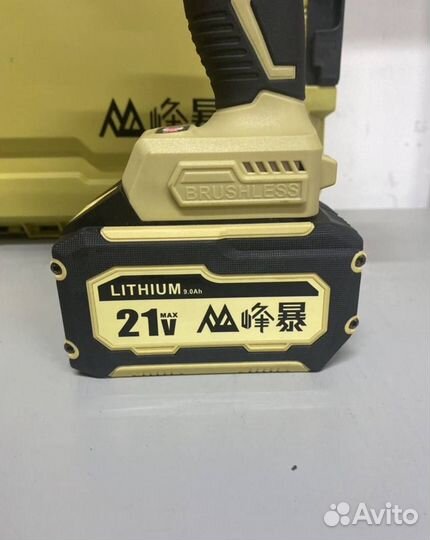 峰暴
BRUSHLESS
LITHIUM 9.0Ah
21V MAX 峰暴
Avito